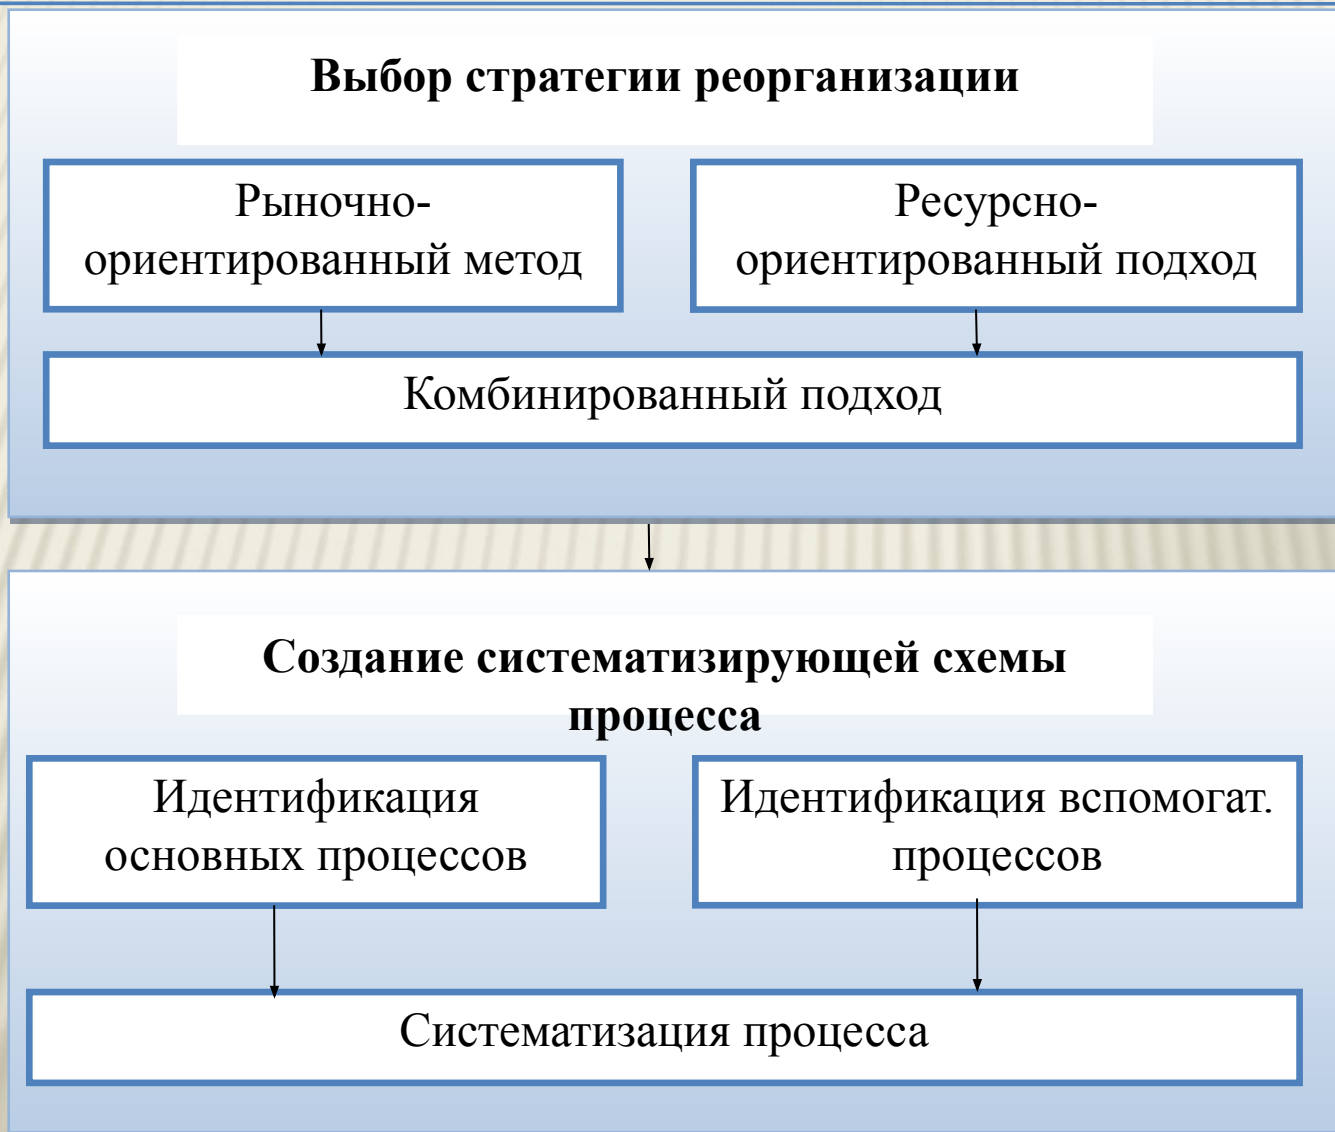 Выбор стратегии реорганизации
Рыночно-
ориентированный метод
Ресурсно-
ориентированный подход
Комбинированный подход
Создание систематизирующей схемы
процесса
Идентификация
основных процессов
Идентификация вспомогат.
процессов
Систематизация процесса